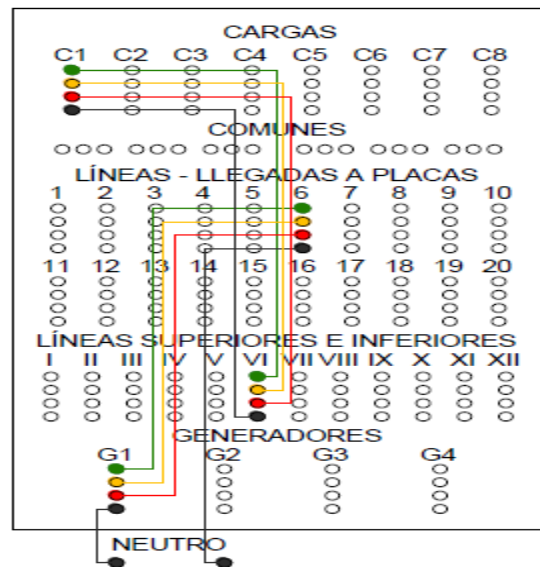 CARGAS
C1 C2 C3 C4 C5 C6 C7 C8
COMUNES
LÍNEAS - LLEGADAS A PLACAS
1 2 3 4 5 6 7 8 9 10
11 12 13 14 15 16 17 18 19 20
LÍNEAS SUPERIORES E INFERIORES
I II III IV V VI VII VIII IX X XI XII
GENERADORES
G1 G2 G3 G4
NEUTRO